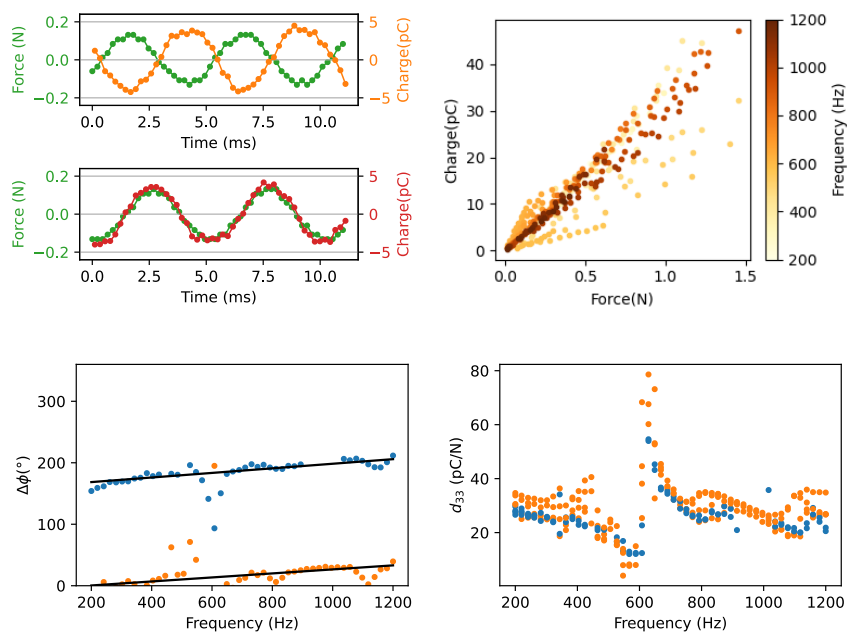 0.2
0.0
−0.2
Force (N)
5
0
−5
Charge(pC)
0.0 2.5 5.0 7.5 10.0
Time (ms)
0.2
0.0
−0.2
Force (N)
5
0
−5
Charge(pC)
0.0 2.5 5.0 7.5 10.0
Time (ms)
40
30
20
10
0
Charge(pC)
0.0 0.5 1.0 1.5
Force(N)
1200
1000
800
600
400
200
Frequency (Hz)
300
200
100
0
Δϕ(°)
200 400 600 800 1000 1200
Frequency (Hz)
80
60
40
20
d33 (pC/N)
200 400 600 800 1000 1200
Frequency (Hz)